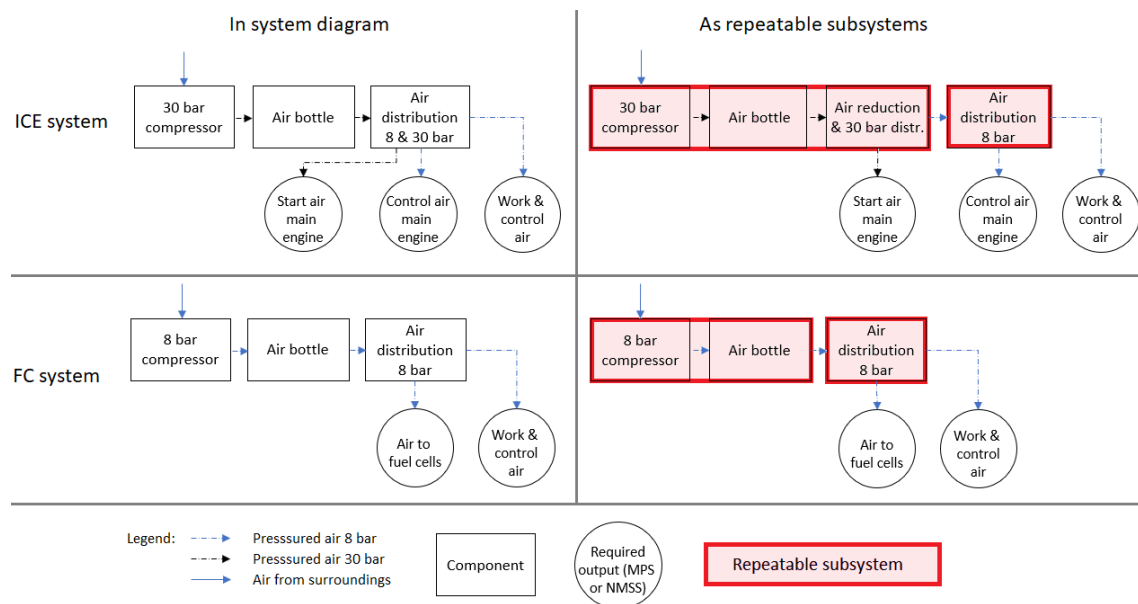 In system diagram
As repeatable subsystems
ICE system
30 bar
compressor
Air bottle
Air
distribution
8 & 30 bar
Start air
main
engine
Control air
main
engine
Work &
control
air
30 bar
compressor
Air bottle
Air reduction
& 30 bar distr.
Air
distribution
8 bar
Start air
main
engine
Control air
main
engine
Work &
control
air
FC system
8 bar
compressor
Air bottle
Air
distribution
8 bar
Air to
fuel cells
Work &
control
air
8 bar
compressor
Air bottle
Air
distribution
8 bar
Air to
fuel cells
Work &
control
air
Legend:
Presssured air 8 bar
Presssured air 30 bar
Air from surroundings
Component
Required
output (MPS
or NMSS)
Repeatable subsystem